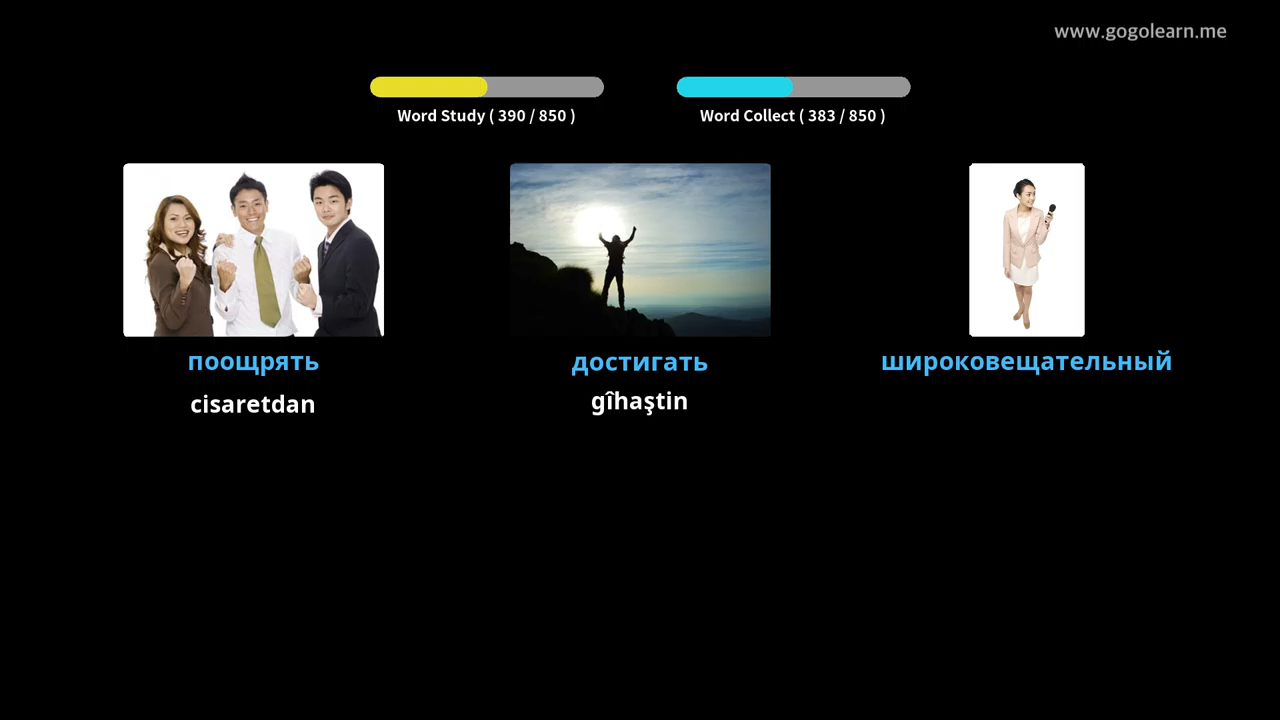 www.gogolearn.me
Word Study ( 390 / 850 )
Word Collect ( 383 / 850 )
поощрять
достигать
широковещательный
cisaretdan
gîhaştin